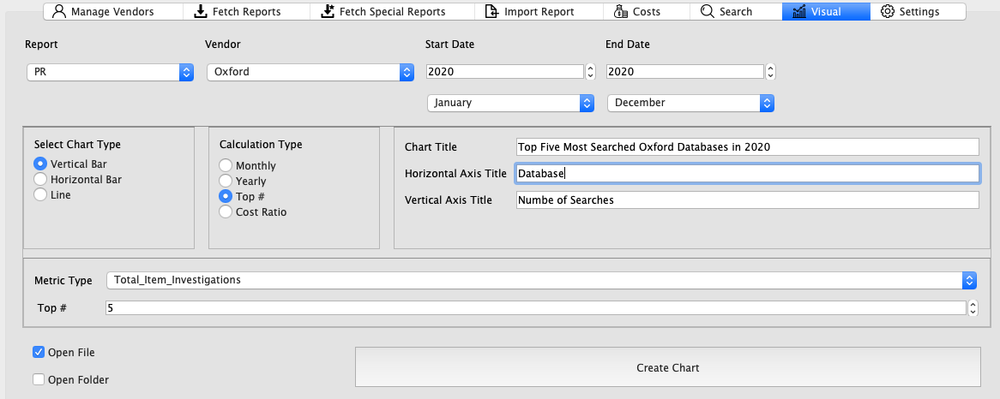 Manage Vendors Fetch Reports Fetch Special Reports Import Report Costs Search Visual Settings
Report Vendor Start Date End Date
PR Oxford 2020 2020
January December
Select Chart Type
Vertical Bar
Horizontal Bar
Line
Calculation Type
Monthly
Yearly
Top #
Cost Ratio
Chart Title Top Five Most Searched Oxford Databases in 2020
Horizontal Axis Title Database
Vertical Axis Title Numbe of Searches
Metric Type Total_Item_Investigations
Top # 5
Open File
Open Folder
Create Chart